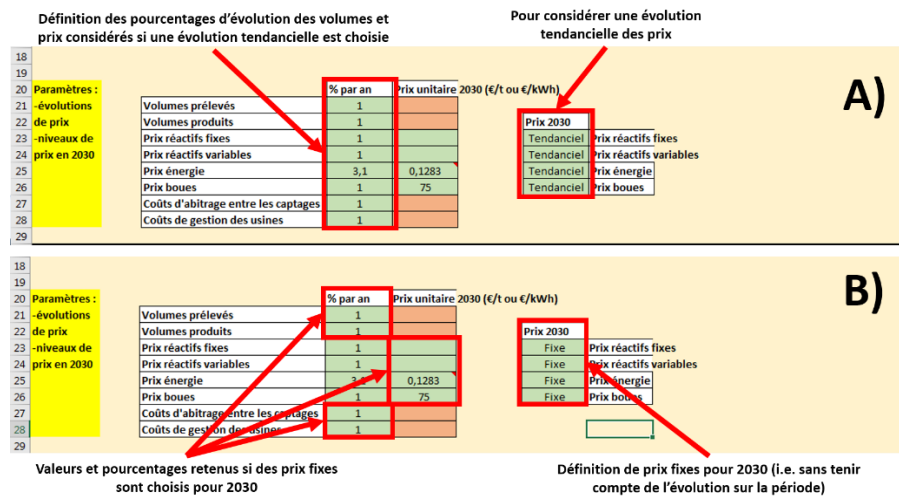 Définition des pourcentages d'évolution des volumes et
prix considérés si une évolution tendancielle est choisie
Pour considérer une évolution
tendancielle des prix
A)
18
19
20 Paramètres : % par an Prix unitaire 2030 (€/t ou €/kWh)
21 -évolutions Volumes prélevés 1
22 de prix Volumes produits 1 Prix 2030
23 -niveaux de Prix réactifs fixes 1 Tendanciel Prix réactifs fixes
24 prix en 2030 Prix réactifs variables 1 Tendanciel Prix réactifs variables
25 Prix énergie 3,1 0,1283 Tendanciel Prix énergie
26 Prix boues 1 75 Tendanciel Prix boues
27 Coûts d'abitrage entre les captages 1
28 Coûts de gestion des usines 1
29
B)
18
19
20 Paramètres : % par an Prix unitaire 2030 (€/t ou €/kWh)
21 -évolutions Volumes prélevés 1
22 de prix Volumes produits 1 Prix 2030
23 -niveaux de Prix réactifs fixes 1 Fixe Prix réactifs fixes
24 prix en 2030 Prix réactifs variables 1 Fixe Prix réactifs variables
25 Prix énergie 3,1 0,1283 Fixe Prix énergie
26 Prix boues 1 75 Fixe Prix boues
27 Coûts d'abitrage entre les captages 1
28 Coûts de gestion des usines 1
29
Valeurs et pourcentages retenus si des prix fixes
sont choisis pour 2030
Définition de prix fixes pour 2030 (i.e. sans tenir
compte de l'évolution sur la période)